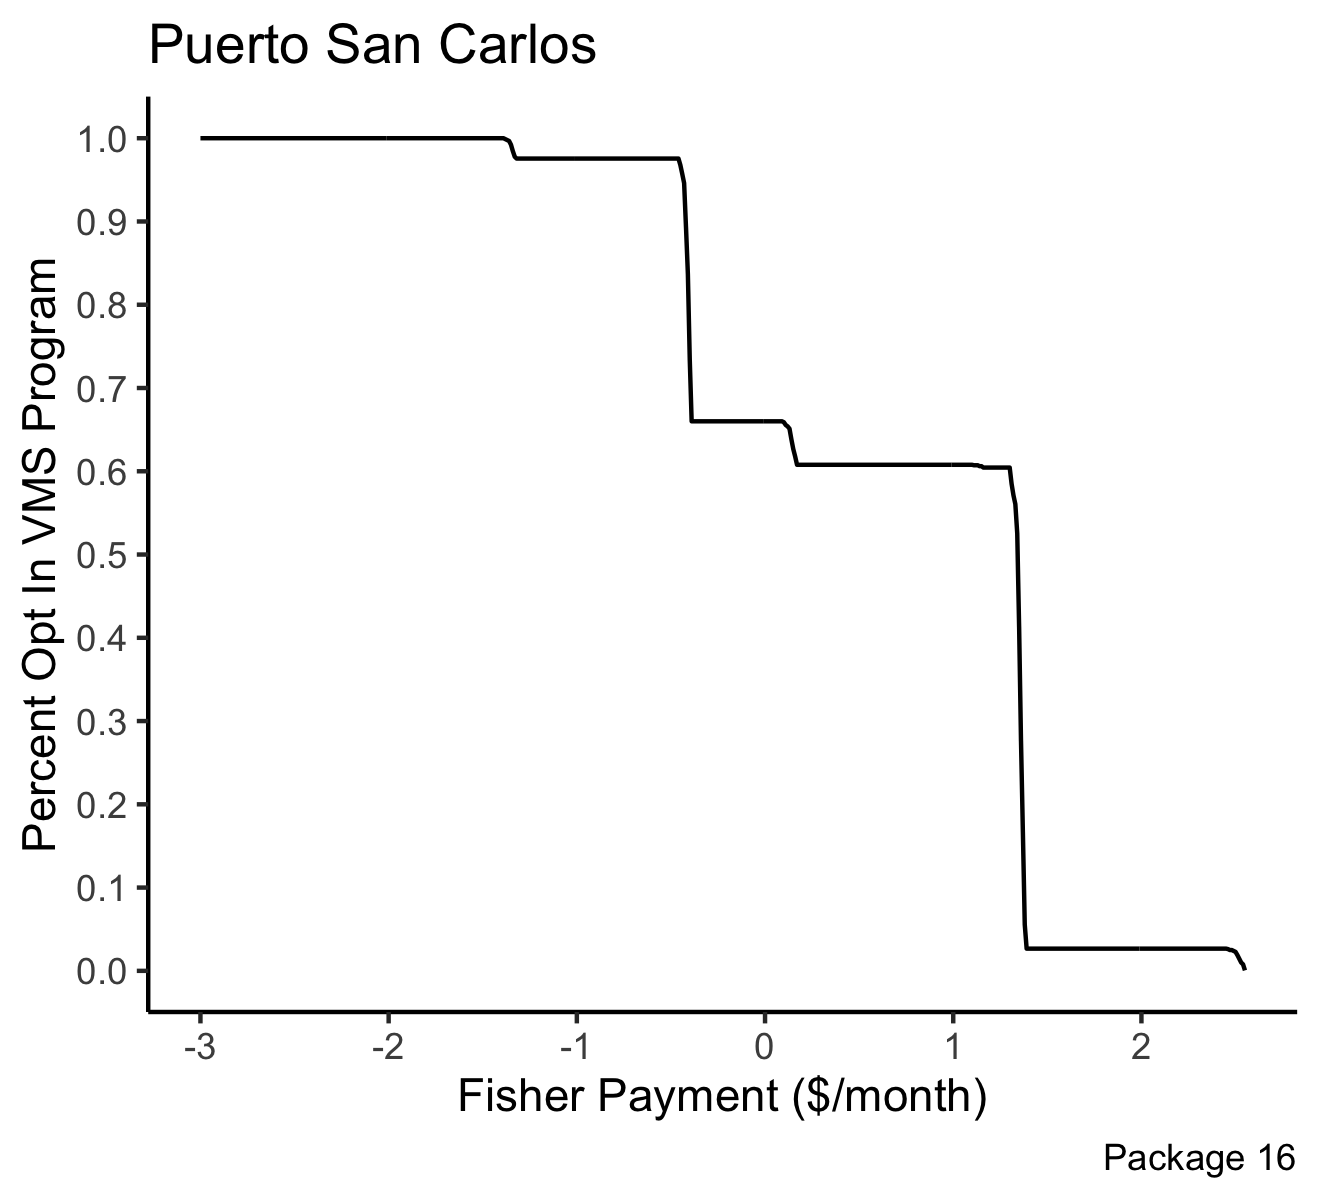 Puerto San Carlos
Percent Opt In VMS Program
1.0
0.9
0.8
0.7
0.6
0.5
0.4
0.3
0.2
0.1
0.0
-3 -2 -1 0 1 2
Fisher Payment ($/month)
Package 16